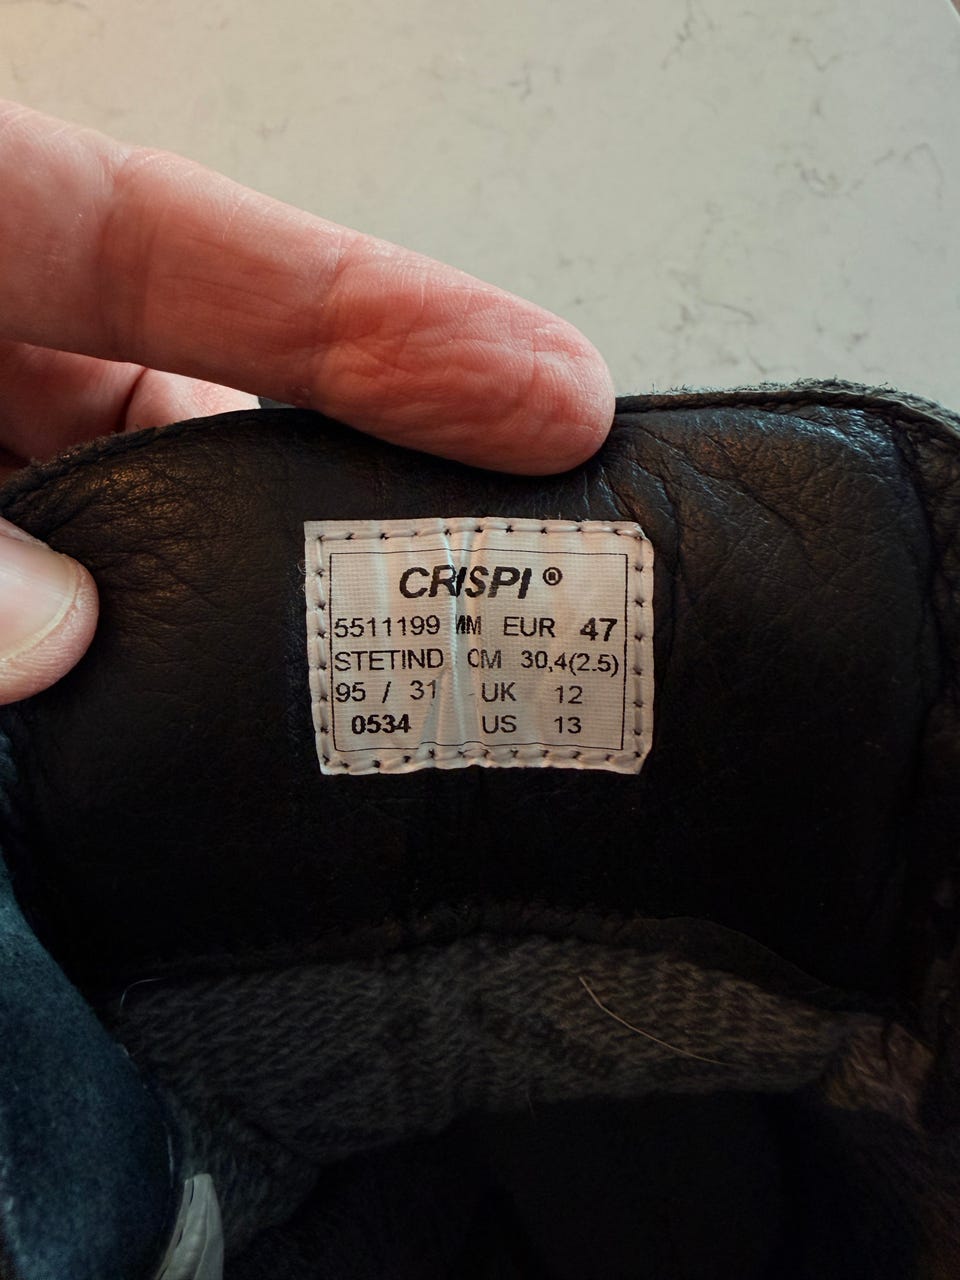 CRISPI ®
5511199 MM EUR 47
STETIND CM 30,4(2.5)
95 / 31 UK 12
0534 US 13